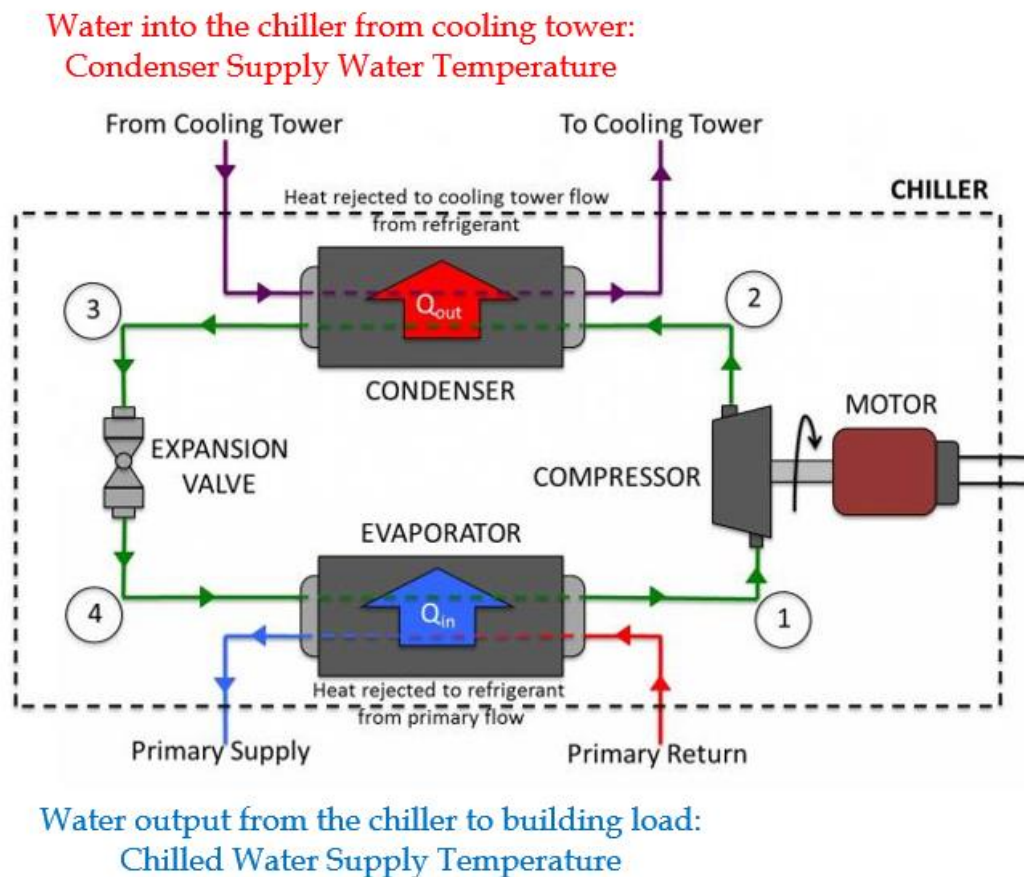 Water into the chiller from cooling tower:
Condenser Supply Water Temperature
From Cooling Tower
To Cooling Tower
Heat rejected to cooling tower flow
from refrigerant
CHILLER
3
Qout
2
CONDENSER
MOTOR
EXPANSION
VALVE
COMPRESSOR
EVAPORATOR
4
Qin
1
Heat rejected to refrigerant
from primary flow
Primary Supply
Primary Return
Water output from the chiller to building load:
Chilled Water Supply Temperature